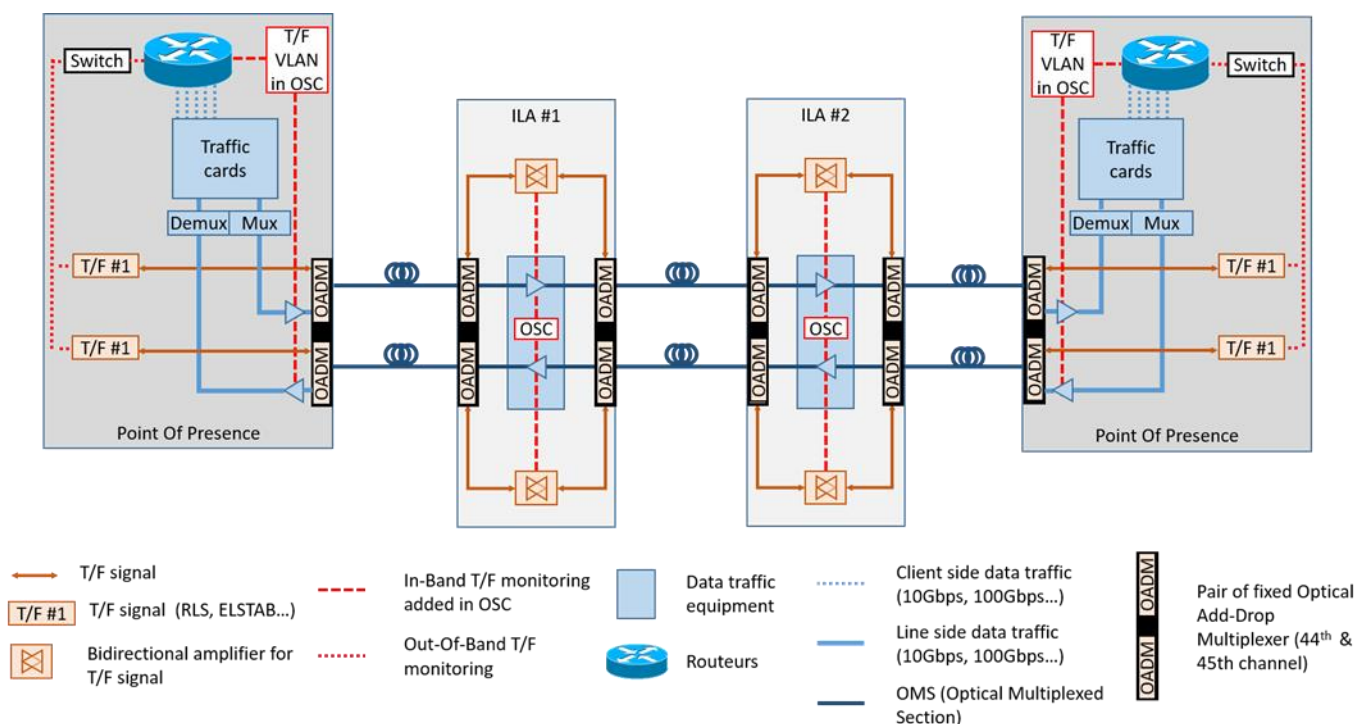 T/F
VLAN
in OSC
Switch
Traffic
cards
Demux
Mux
T/F #1
T/F #1
OADM
OADM
Point Of Presence
ILA #1
OADM
OADM
OSC
OADM
OADM
ILA #2
OADM
OADM
OSC
OADM
OADM
T/F
VLAN
in OSC
Switch
Traffic
cards
Demux
Mux
OADM
OADM
T/F #1
T/F #1
Point Of Presence
T/F signal
T/F #1
T/F signal (RLS, ELSTAB...)
Bidirectional amplifier for
T/F signal
In-Band T/F monitoring
added in OSC
Out-Of-Band T/F
monitoring
Data traffic
equipment
Routeurs
Client side data traffic
(10Gbps, 100Gbps...)
Line side data traffic
(10Gbps, 100Gbps...)
OMS (Optical Multiplexed
Section)
OADM
OADM
Pair of fixed Optical
Add-Drop
Multiplexer (44th &
45th channel)